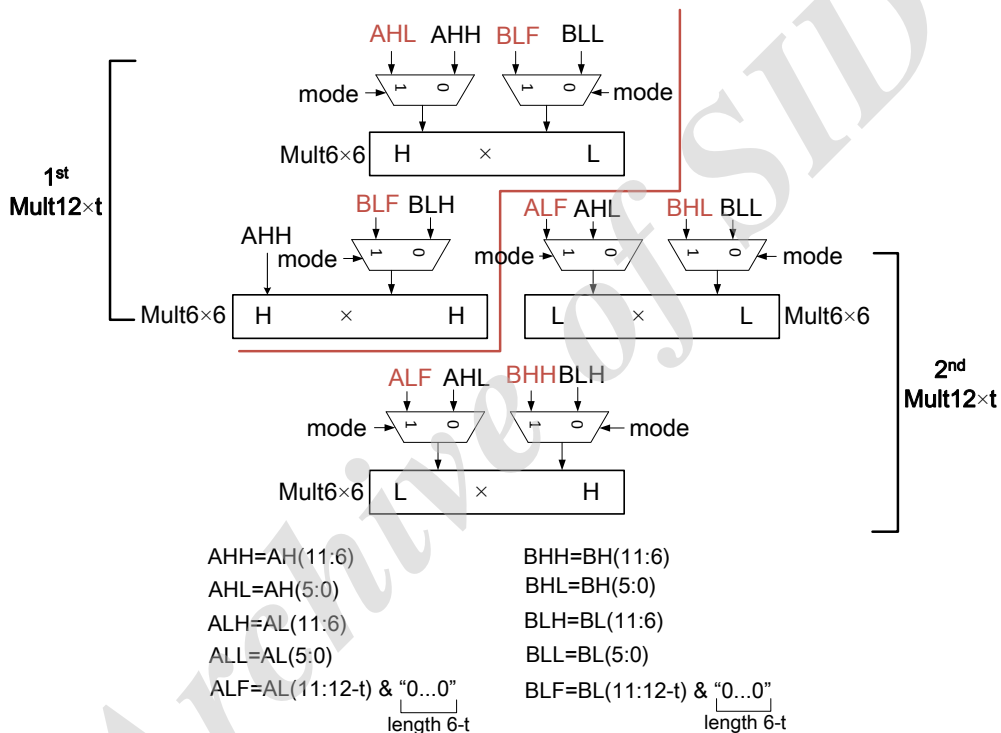 AHL AHH BLF BLL
1 0 1 0
mode mode
Mult6×6 H × L
1st
Mult12×t
BLF BLH ALF AHL BHL BLL
AHH
mode 1 0 mode 1 0 1 0 mode
Mult6×6 H × H L × L Mult6×6
2nd
Mult12×t
ALF AHL BHH BLH
1 0 1 0
mode mode
Mult6×6 L × H
AHH=AH(11:6) BHH=BH(11:6)
AHL=AH(5:0) BHL=BH(5:0)
ALH=AL(11:6) BLH=BL(11:6)
ALL=AL(5:0) BLL=BL(5:0)
ALF=AL(11:12-t) & “0...0” BLF=BL(11:12-t) & “0...0”
length 6-t length 6-t
Archive of SID